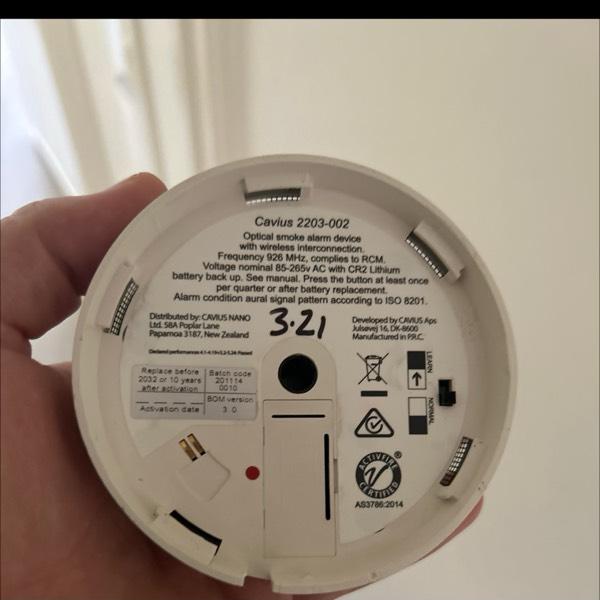 Cavius 2203-002
Optical smoke alarm device
with wireless interconnection.
Frequency 926 MHz, complies to RCM.
Voltage nominal 85-265v AC with CR2 Lithium
battery back up. See manual. Press the button at least once
per quarter or after battery replacement.
Alarm condition aural signal pattern according to ISO 8201.
Distributed by: CAVIUS NANO
Ltd. 58A Poplar Lane
Papamoa 3187, New Zealand
3.21
Developed by CAVIUS Aps
Julsøvej 16, DK-8600
Manufactured in P.R.C.
Declared performances
Passed
Replace before
2032 or 10 years
after activation
Activation date
Batch code
201114
0010
BOM version
3.0
LEARN
NORMAL
ACTIVFIRE
CERTIFIED
®
AS3786:2014